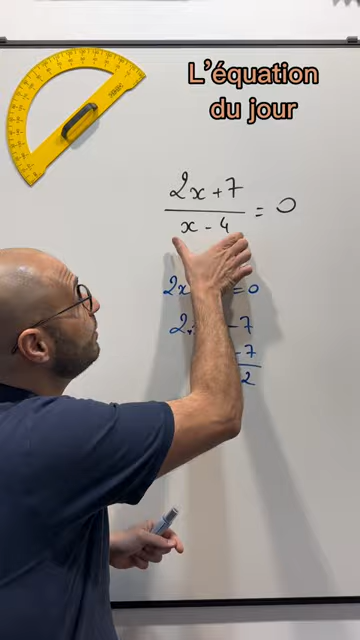 L'équation
du jour
2x + 7
x - 4
= 0
2x = 0
2x - 7
- 7
2